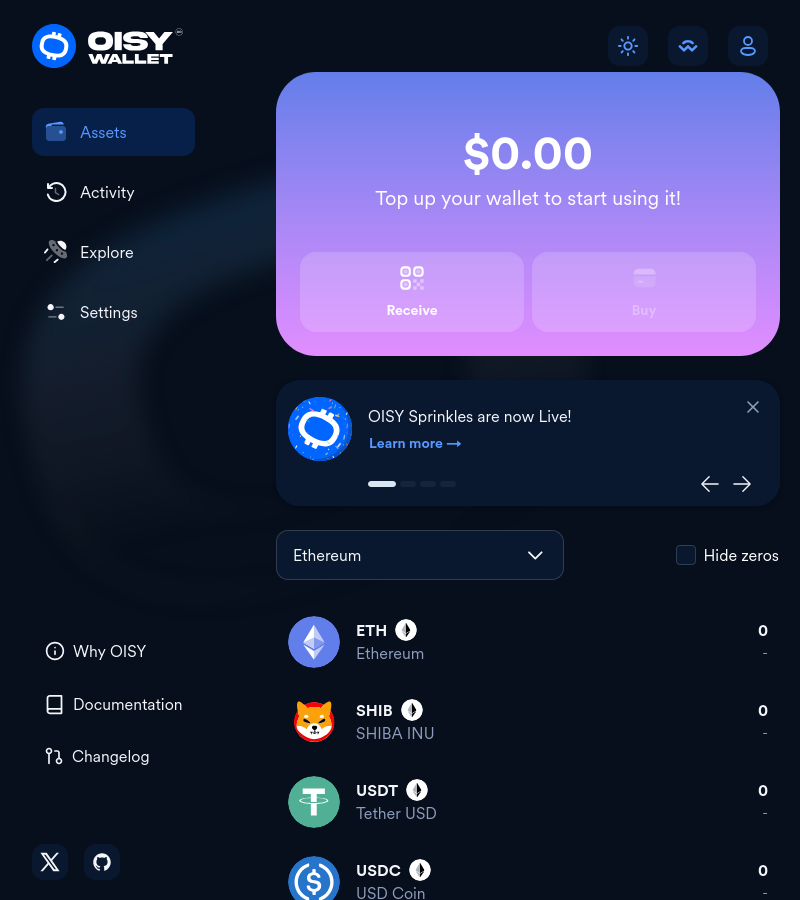 OISY
WALLET
Assets
Activity
Explore
Settings
Why OISY
Documentation
Changelog
$0.00
Top up your wallet to start using it!
Receive
Buy
OISY Sprinkles are now Live!
Learn more →
Ethereum
Hide zeros
ETH
0
Ethereum
-
SHIB
0
SHIBA INU
-
USDT
0
Tether USD
-
USDC
0
USD Coin
-